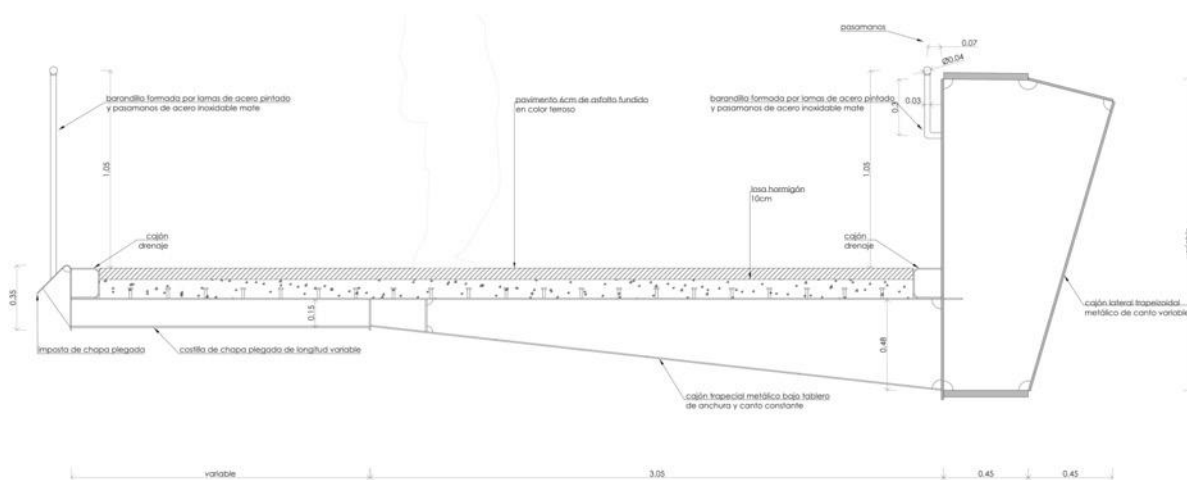 pasamanos
0.07
Ø0.04
barandilla formada por lamas de acero pintado
y pasamanos de acero inoxidable mate
pavimento 6cm de asfalto fundido
en color terroso
barandilla formada por lamas de acero pintado
y pasamanos de acero inoxidable mate
0.03
1.05
1.05
losa hormigón
10cm
cajón
drenaje
cajón
drenaje
0.35
0.15
0.48
cajón lateral trapeizoidal
metálico de canto variable
imposta de chapa plegada
costilla de chapa plegada de longitud variable
cajón trapecial metálico bajo tablero
de anchura y canto constante
variable
3.05
0.45
0.45